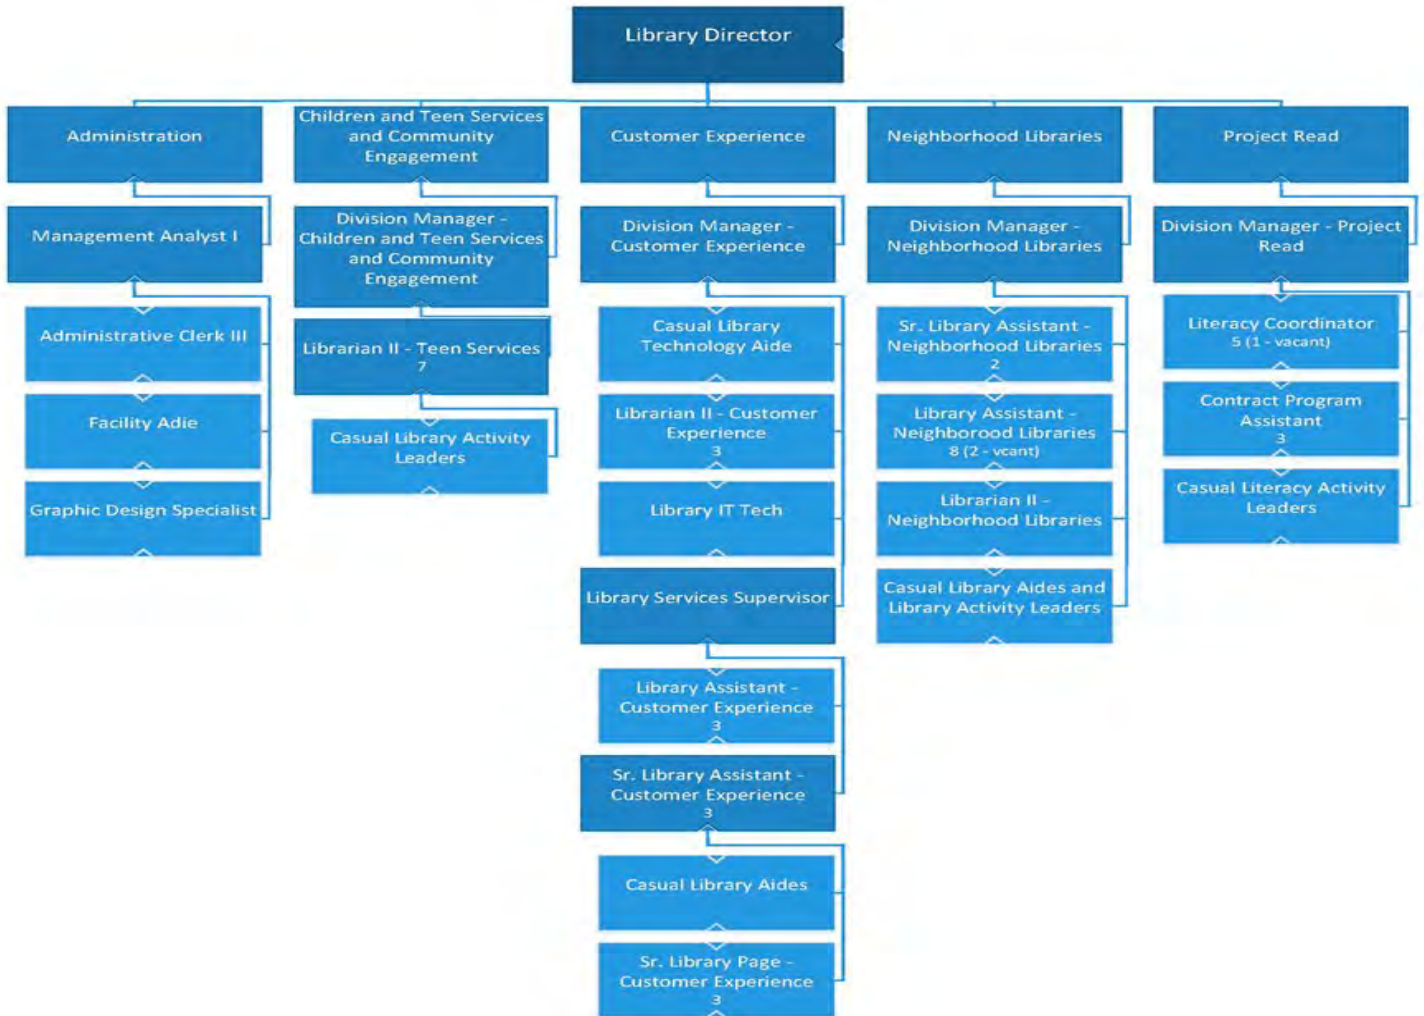 Library Director
Administration
Management Analyst I
Administrative Clerk III
Facility Adie
Graphic Design Specialist
Children and Teen Services
and Community
Engagement
Division Manager -
Children and Teen Services
and Community
Engagement
Librarian II - Teen Services
7
Casual Library Activity
Leaders
Customer Experience
Division Manager -
Customer Experience
Casual Library
Technology Aide
Librarian II - Customer
Experience
3
Library IT Tech
Library Services Supervisor
Library Assistant -
Customer Experience
3
Sr. Library Assistant -
Customer Experience
3
Casual Library Aides
Sr. Library Page -
Customer Experience
3
Neighborhood Libraries
Division Manager -
Neighborhood Libraries
Sr. Library Assistant -
Neighborhood Libraries
2
Library Assistant -
Neighborood Libraries
8 (2 - vcant)
Librarian II -
Neighborhood Libraries
Casual Library Aides and
Library Activity Leaders
Project Read
Division Manager - Project
Read
Literacy Coordinator
5 (1 - vacant)
Contract Program
Assistant
3
Casual Literacy Activity
Leaders